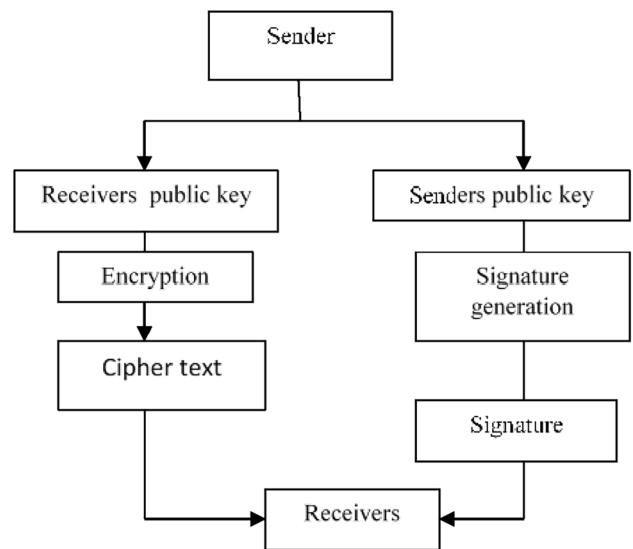 Sender
Receivers public key
Senders public key
Encryption
Signature
generation
Cipher text
Signature
Receivers